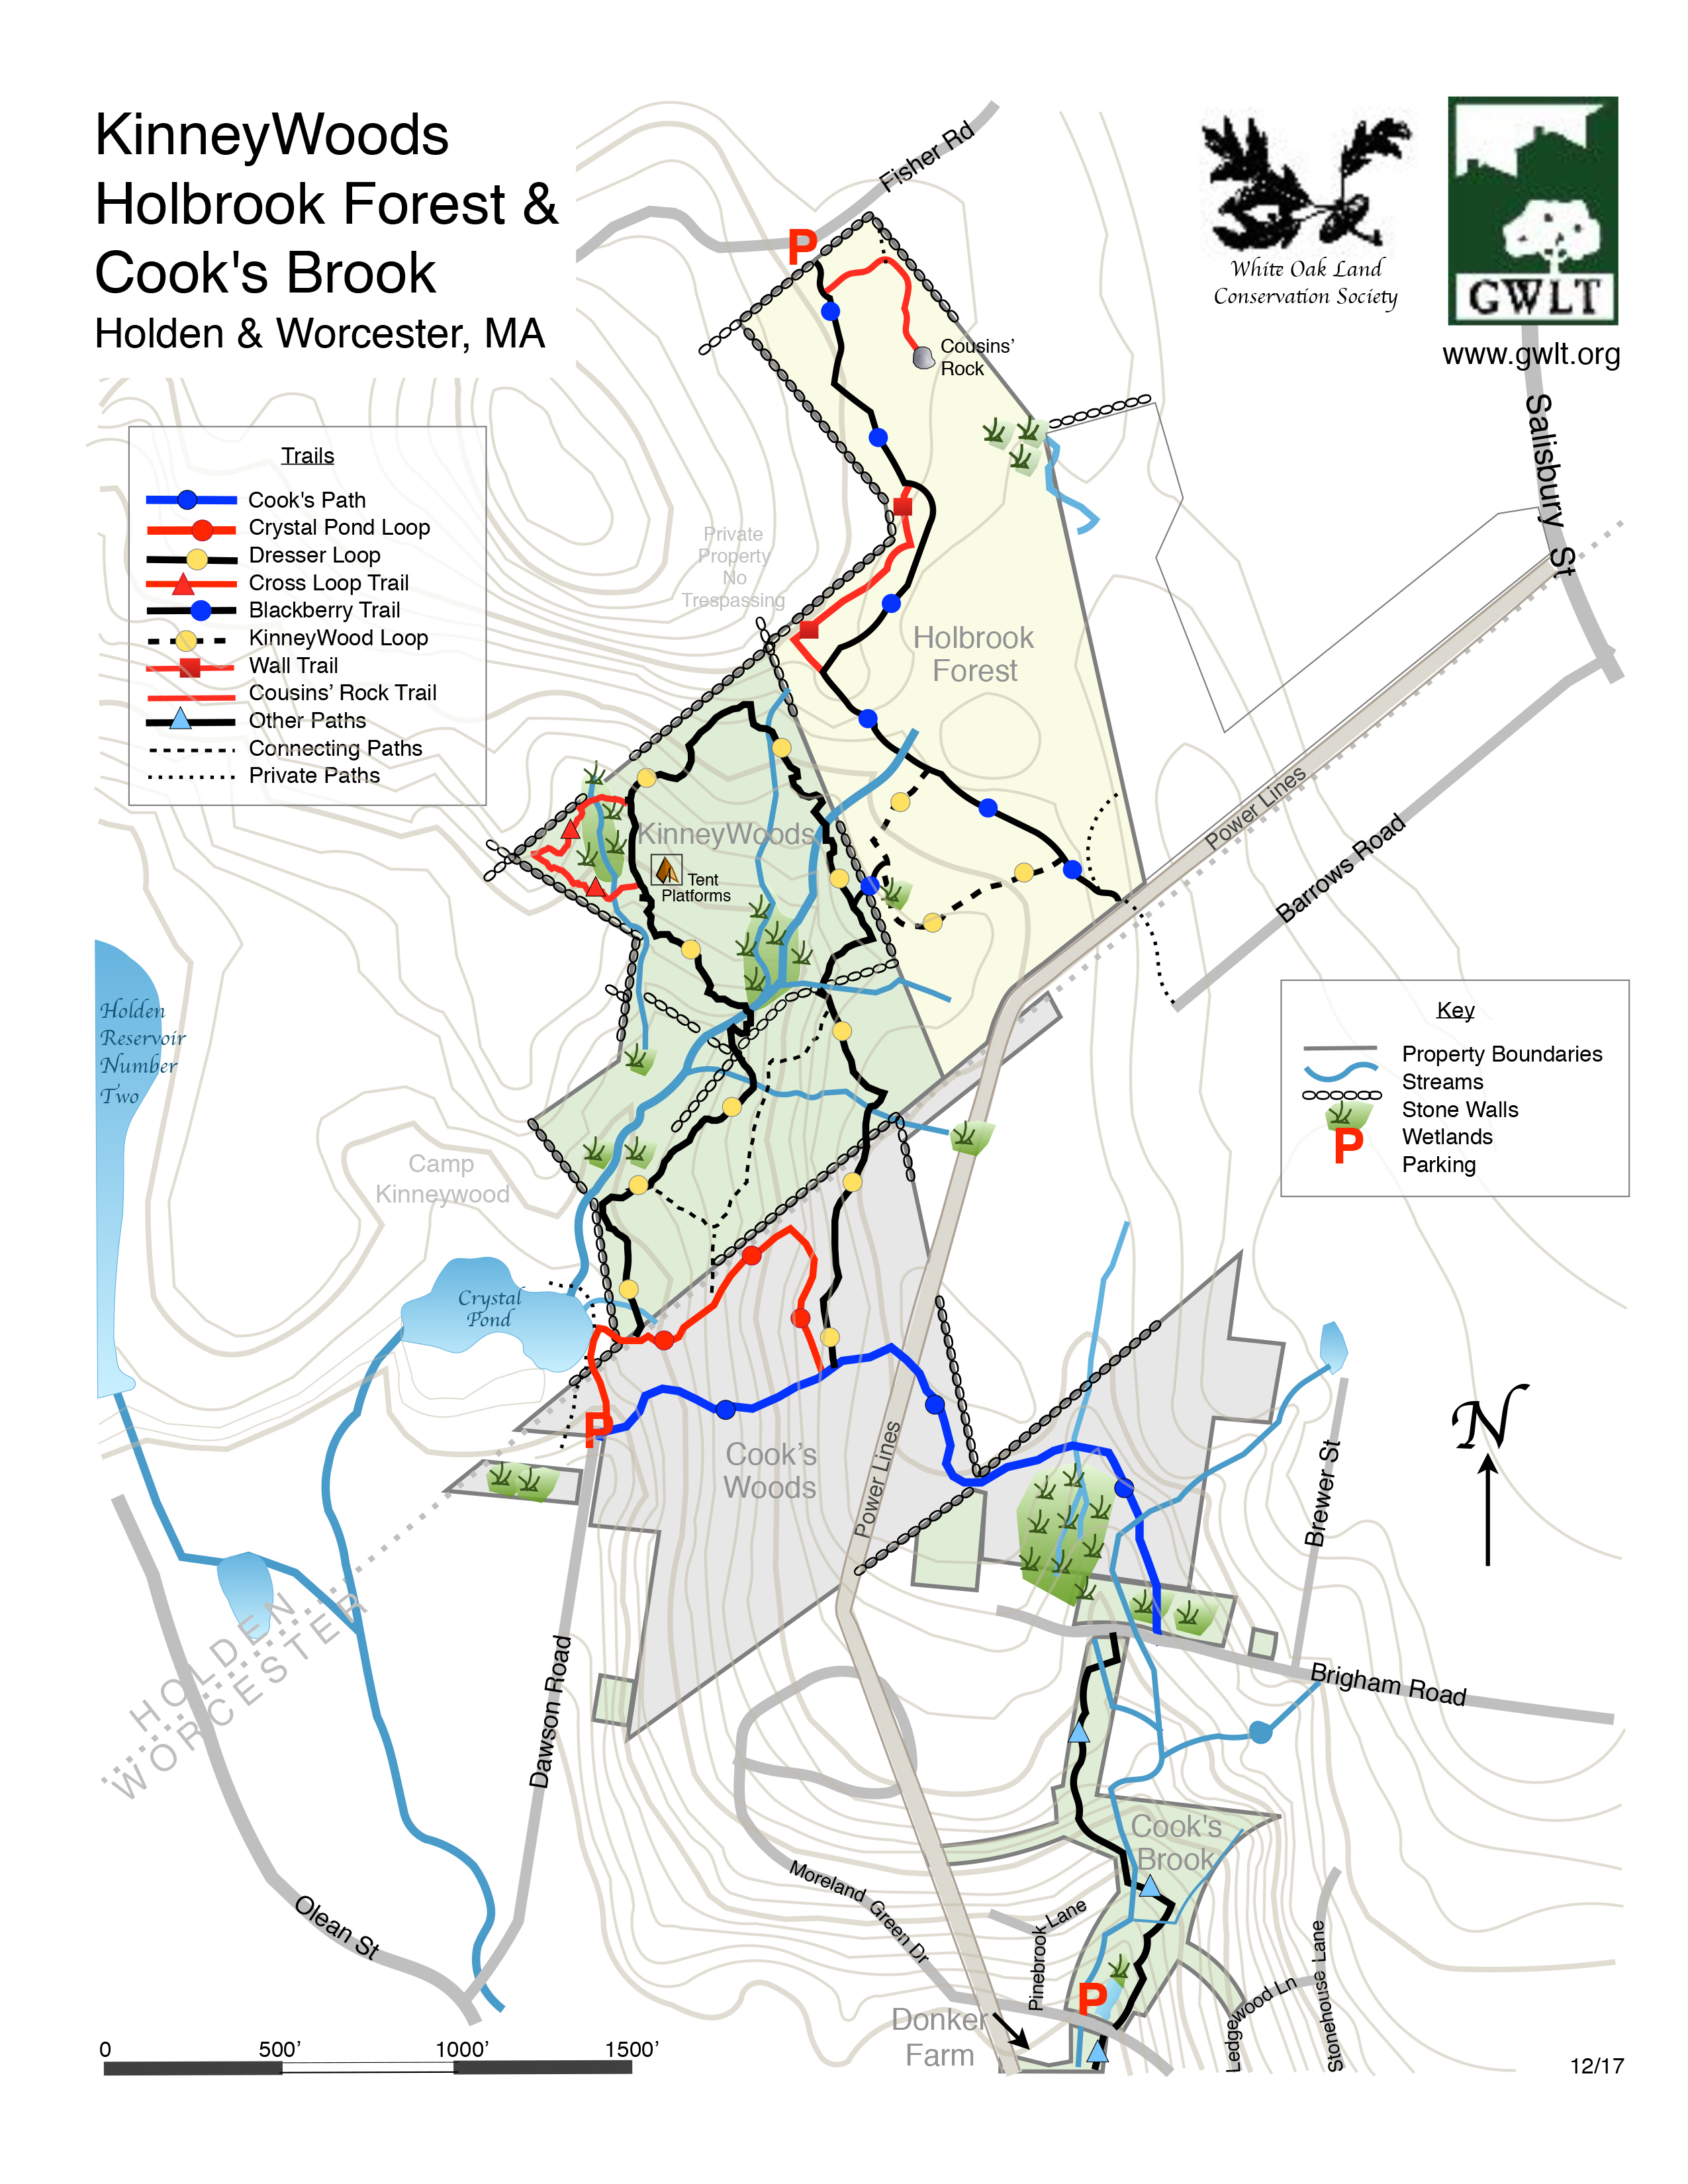 KinneyWoods
Holbrook Forest &
Cook's Brook
Holden & Worcester, MA
Fisher Rd
P
White Oak Land
Conservation Society
GWLT
www.gwlt.org
Cousins’
Rock
Salisbury St
Trails
Cook's Path
Crystal Pond Loop
Dresser Loop
Cross Loop Trail
Blackberry Trail
KinneyWood Loop
Wall Trail
Cousins’ Rock Trail
Other Paths
Connecting Paths
Private Paths
Private
Property
No
Trespassing
Holbrook
Forest
KinneyWoods
Tent
Platforms
Power Lines
Barrows Road
Holden
Reservoir
Number
Two
Key
Property Boundaries
Streams
Stone Walls
Wetlands
P
Parking
Camp
Kinneywood
Crystal
Pond
P
Cook’s
Woods
Power Lines
N
Brewer St
HOLDEN
WORCESTER
Dawson Road
Brigham Road
Cook's
Brook
Olean St
Moreland Green Dr
Pinebrook Lane
P
Ledgewood Ln
Stonehouse Lane
Donker
Farm
0 500’ 1000’ 1500’
12/17